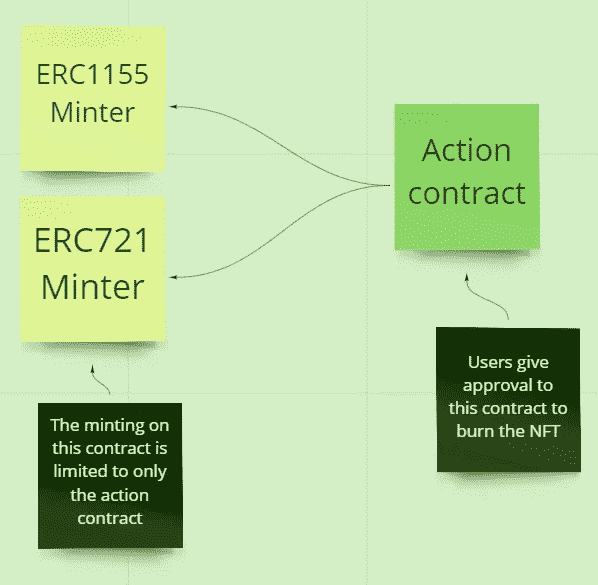 ERC1155
Minter
Action
contract
ERC721
Minter
Users give
approval to
this contract to
burn the NFT
The minting on
this contract is
limited to only
the action
contract